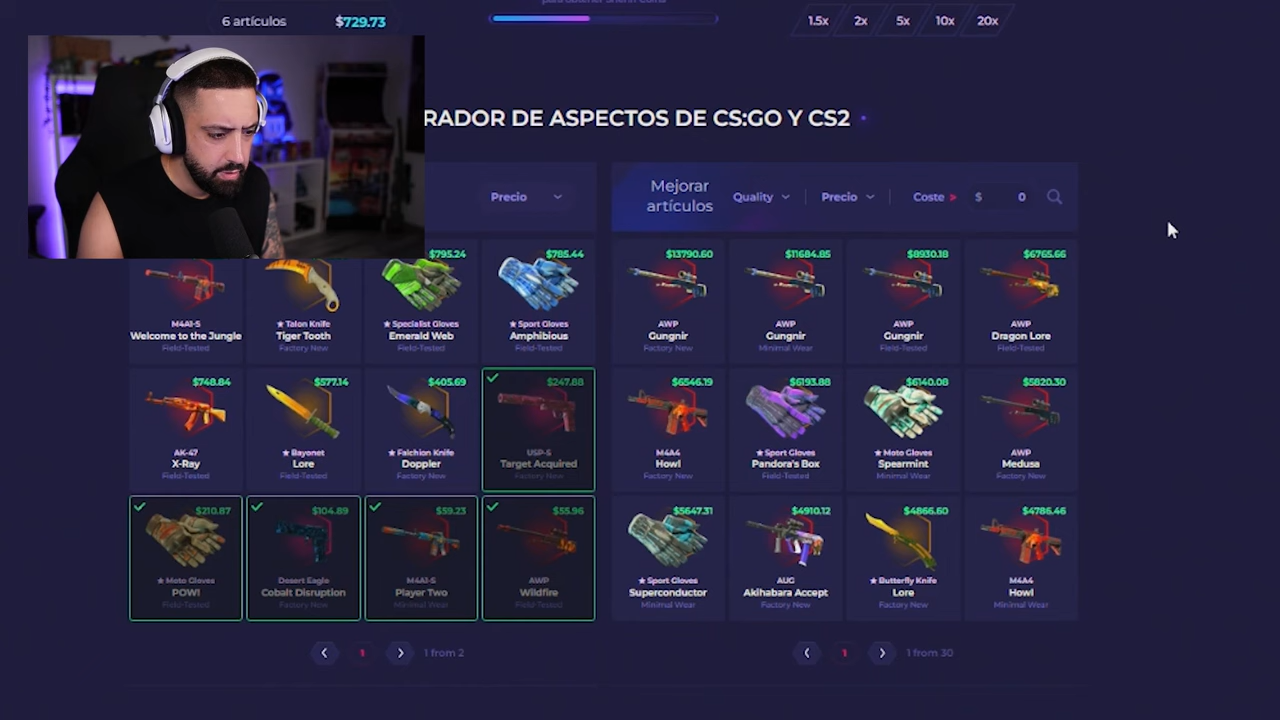 6 artículos
$729.73
1.5x
2x
5x
10x
20x
RADOR DE ASPECTOS DE CS:GO Y CS2
Precio
Mejorar
artículos
Quality
Precio
Coste >
$ 0
M4A1-S
Welcome to the Jungle
Field-Tested
★ Talon Knife
Tiger Tooth
Factory New
$795.24
★ Specialist Gloves
Emerald Web
Field-Tested
$785.44
★ Sport Gloves
Amphibious
Field-Tested
$13790.60
AWP
Gungnir
Factory New
$11684.85
AWP
Gungnir
Minimal Wear
$8930.18
AWP
Gungnir
Field-Tested
$6765.66
AWP
Dragon Lore
Field-Tested
$748.84
AK-47
X-Ray
Field-Tested
$577.14
★ Bayonet
Lore
Field-Tested
$405.69
★ Falchion Knife
Doppler
Factory New
$247.88
USP-S
Target Acquired
Factory New
$6546.19
M4A4
Howl
Factory New
$6193.88
★ Sport Gloves
Pandora's Box
Field-Tested
$6140.08
★ Moto Gloves
Spearmint
Minimal Wear
$5820.30
AWP
Medusa
Factory New
$210.87
★ Moto Gloves
POW!
Field-Tested
$104.89
Desert Eagle
Cobalt Disruption
Factory New
$59.23
M4A1-S
Player Two
Minimal Wear
$55.96
AWP
Wildfire
Field-Tested
$5647.31
★ Sport Gloves
Superconductor
Minimal Wear
$4910.12
AUG
Akihabara Accept
Factory New
$4866.60
★ Butterfly Knife
Lore
Factory New
$4786.46
M4A4
Howl
Minimal Wear
1
1 from 2
1
1 from 30